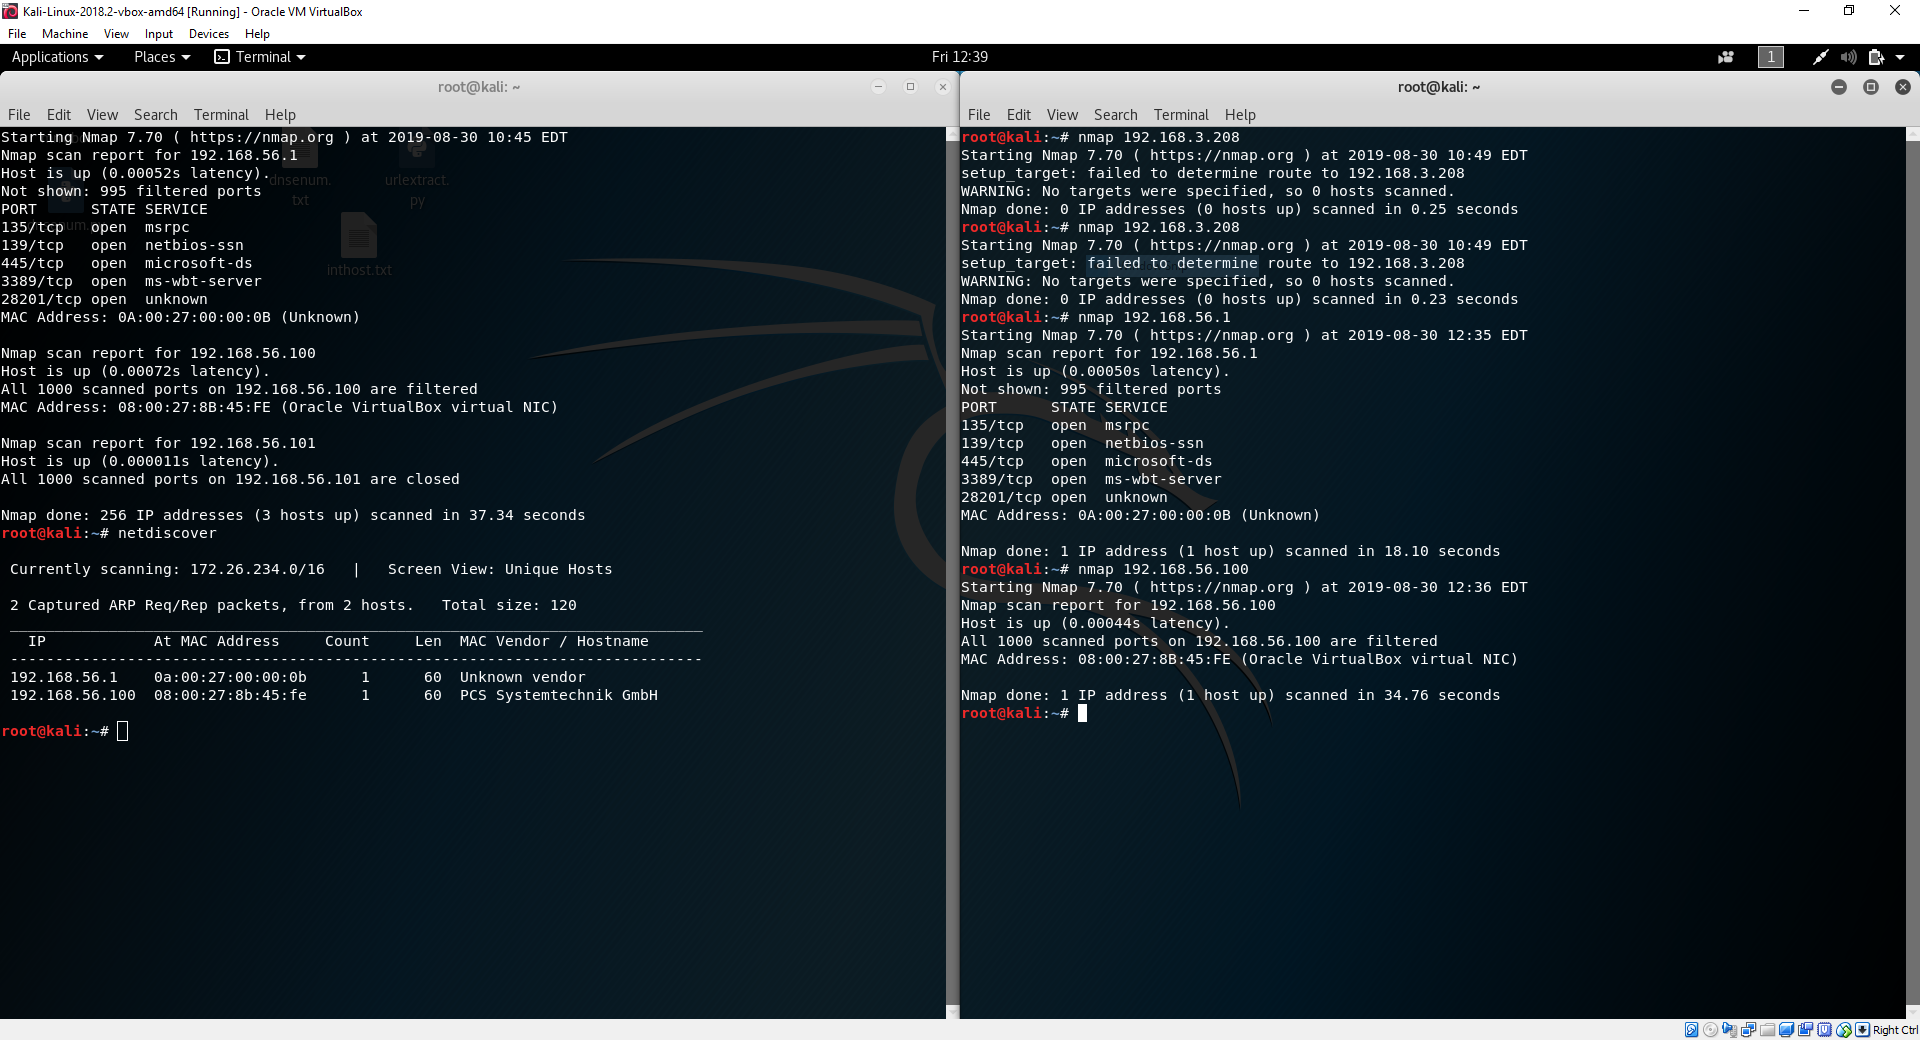 Kali-Linux-2018.2-vbox-amd64 [Running] - Oracle VM VirtualBox
File Machine View Input Devices Help
Applications Places Terminal Fri 12:39 1
root@kali: ~
File Edit View Search Terminal Help
Starting Nmap 7.70 ( https://nmap.org ) at 2019-08-30 10:45 EDT
Nmap scan report for 192.168.56.1
Host is up (0.00052s latency).
Not shown: 995 filtered ports
PORT STATE SERVICE
135/tcp open msrpc
139/tcp open netbios-ssn
445/tcp open microsoft-ds
3389/tcp open ms-wbt-server
28201/tcp open unknown
MAC Address: 0A:00:27:00:00:0B (Unknown)
Nmap scan report for 192.168.56.100
Host is up (0.00072s latency).
All 1000 scanned ports on 192.168.56.100 are filtered
MAC Address: 08:00:27:8B:45:FE (Oracle VirtualBox virtual NIC)
Nmap scan report for 192.168.56.101
Host is up (0.000011s latency).
All 1000 scanned ports on 192.168.56.101 are closed
Nmap done: 256 IP addresses (3 hosts up) scanned in 37.34 seconds
root@kali:~# netdiscover
Currently scanning: 172.26.234.0/16 | Screen View: Unique Hosts
2 Captured ARP Req/Rep packets, from 2 hosts. Total size: 120
_____________________________________________________________________________
IP At MAC Address Count Len MAC Vendor / Hostname
-----------------------------------------------------------------------------
192.168.56.1 0a:00:27:00:00:0b 1 60 Unknown vendor
192.168.56.100 08:00:27:8b:45:fe 1 60 PCS Systemtechnik GmbH
root@kali:~#
dnsenum.
txt
urlextract.
py
inthost.txt
root@kali: ~
File Edit View Search Terminal Help
root@kali:~# nmap 192.168.3.208
Starting Nmap 7.70 ( https://nmap.org ) at 2019-08-30 10:49 EDT
setup_target: failed to determine route to 192.168.3.208
WARNING: No targets were specified, so 0 hosts scanned.
Nmap done: 0 IP addresses (0 hosts up) scanned in 0.25 seconds
root@kali:~# nmap 192.168.3.208
Starting Nmap 7.70 ( https://nmap.org ) at 2019-08-30 10:49 EDT
setup_target: failed to determine route to 192.168.3.208
WARNING: No targets were specified, so 0 hosts scanned.
Nmap done: 0 IP addresses (0 hosts up) scanned in 0.23 seconds
root@kali:~# nmap 192.168.56.1
Starting Nmap 7.70 ( https://nmap.org ) at 2019-08-30 12:35 EDT
Nmap scan report for 192.168.56.1
Host is up (0.00050s latency).
Not shown: 995 filtered ports
PORT STATE SERVICE
135/tcp open msrpc
139/tcp open netbios-ssn
445/tcp open microsoft-ds
3389/tcp open ms-wbt-server
28201/tcp open unknown
MAC Address: 0A:00:27:00:00:0B (Unknown)
Nmap done: 1 IP address (1 host up) scanned in 18.10 seconds
root@kali:~# nmap 192.168.56.100
Starting Nmap 7.70 ( https://nmap.org ) at 2019-08-30 12:36 EDT
Nmap scan report for 192.168.56.100
Host is up (0.00044s latency).
All 1000 scanned ports on 192.168.56.100 are filtered
MAC Address: 08:00:27:8B:45:FE (Oracle VirtualBox virtual NIC)
Nmap done: 1 IP address (1 host up) scanned in 34.76 seconds
root@kali:~#
Right Ctrl